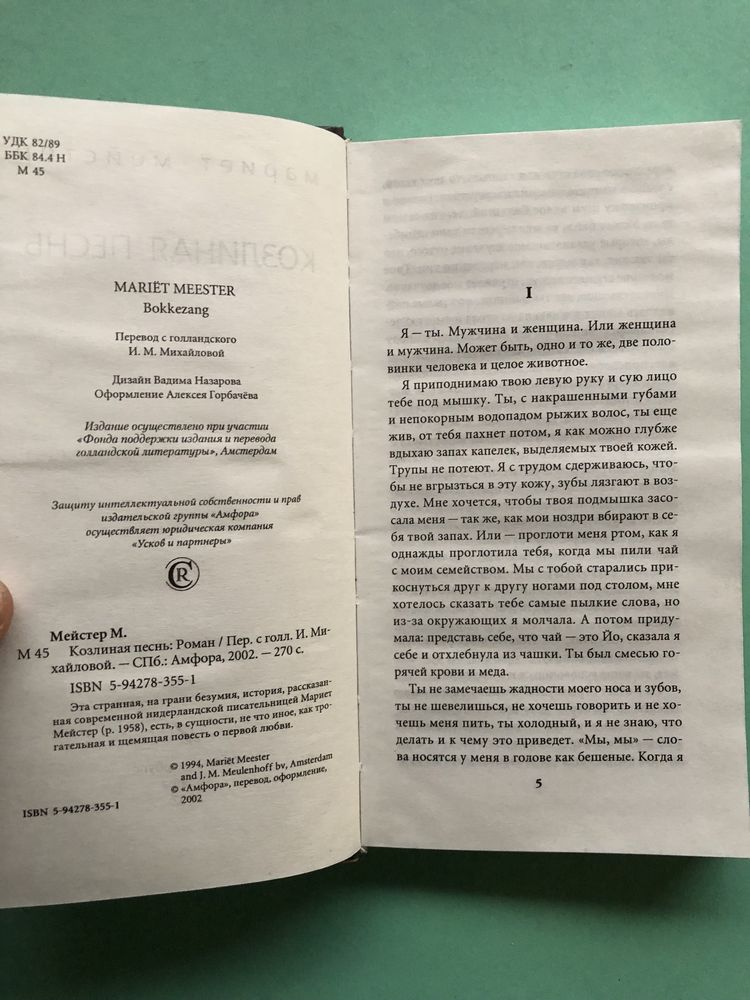 УДК 82/89
ББК 84.4 Н
М 45
MARIËT MEESTER
Bokkezang
Перевод с голландского
И. М. Михайловой
Дизайн Вадима Назарова
Оформление Алексея Горбачёва
Издание осуществлено при участии
«Фонда поддержки издания и перевода
голландской литературы», Амстердам
Защиту интеллектуальной собственности и прав
издательской группы «Амфора»
осуществляет юридическая компания
«Усков и партнеры»
Мейстер М.
М 45 Козлиная песнь: Роман / Пер. с голл. И. Ми-
хайловой. — СПб.: Амфора, 2002. — 270 с.
ISBN 5-94278-355-1
Эта странная, на грани безумия, история, рассказан-
ная современной нидерландской писательницей Мариет
Мейстер (р. 1958), есть, в сущности, не что иное, как тро-
гательная и щемящая повесть о первой любви.
© 1994, Mariët Meester
and J. M. Meulenhoff bv, Amsterdam
© «Амфора», перевод, оформление,
2002
ISBN 5-94278-355-1
I
Я — ты. Мужчина и женщина. Или женщина
и мужчина. Может быть, одно и то же, две поло-
винки человека и целое животное.
Я приподнимаю твою левую руку и сую лицо
тебе под мышку. Ты, с накрашенными губами
и непокорным водопадом рыжих волос, ты еще
жив, от тебя пахнет потом, я как можно глубже
вдыхаю запах капелек, выделяемых твоей кожей.
Трупы не потеют. Я с трудом сдерживаюсь, что-
бы не вгрызться в эту кожу, зубы лязгают в воз-
духе. Мне хочется, чтобы твоя подмышка засо-
сала меня — так же, как мои ноздри вбирают в се-
бя твой запах. Или — проглоти меня ртом, как я
однажды проглотила тебя, когда мы пили чай
с моим семейством. Мы с тобой старались при-
коснуться друг к другу ногами под столом, мне
хотелось сказать тебе самые пылкие слова, но
из-за окружающих я молчала. А потом приду-
мала: представь себе, что чай — это Йо, сказала я
себе и отхлебнула из чашки. Ты был смесью го-
рячей крови и меда.
Ты не замечаешь жадности моего носа и зубов,
ты не шевелишься, не хочешь говорить и не хо-
чешь меня пить, ты холодный, и я не знаю, что
делать и к чему это приведет. «Мы, мы» — сло-
ва носятся у меня в голове как бешеные. Когда я
5